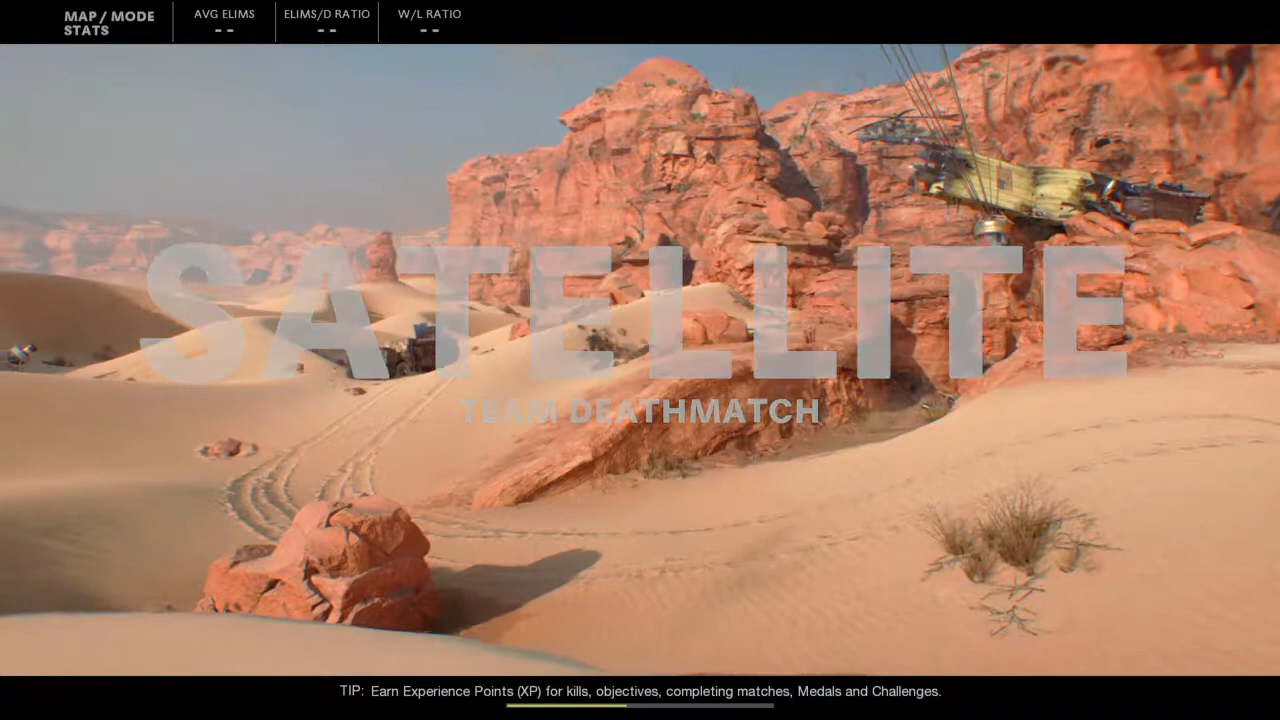 MAP / MODE
STATS
AVG ELIMS
--
ELIMS/D RATIO
--
W/L RATIO
--
SATELLITE
TEAM DEATHMATCH
TIP: Earn Experience Points (XP) for kills, objectives, completing matches, Medals and Challenges.